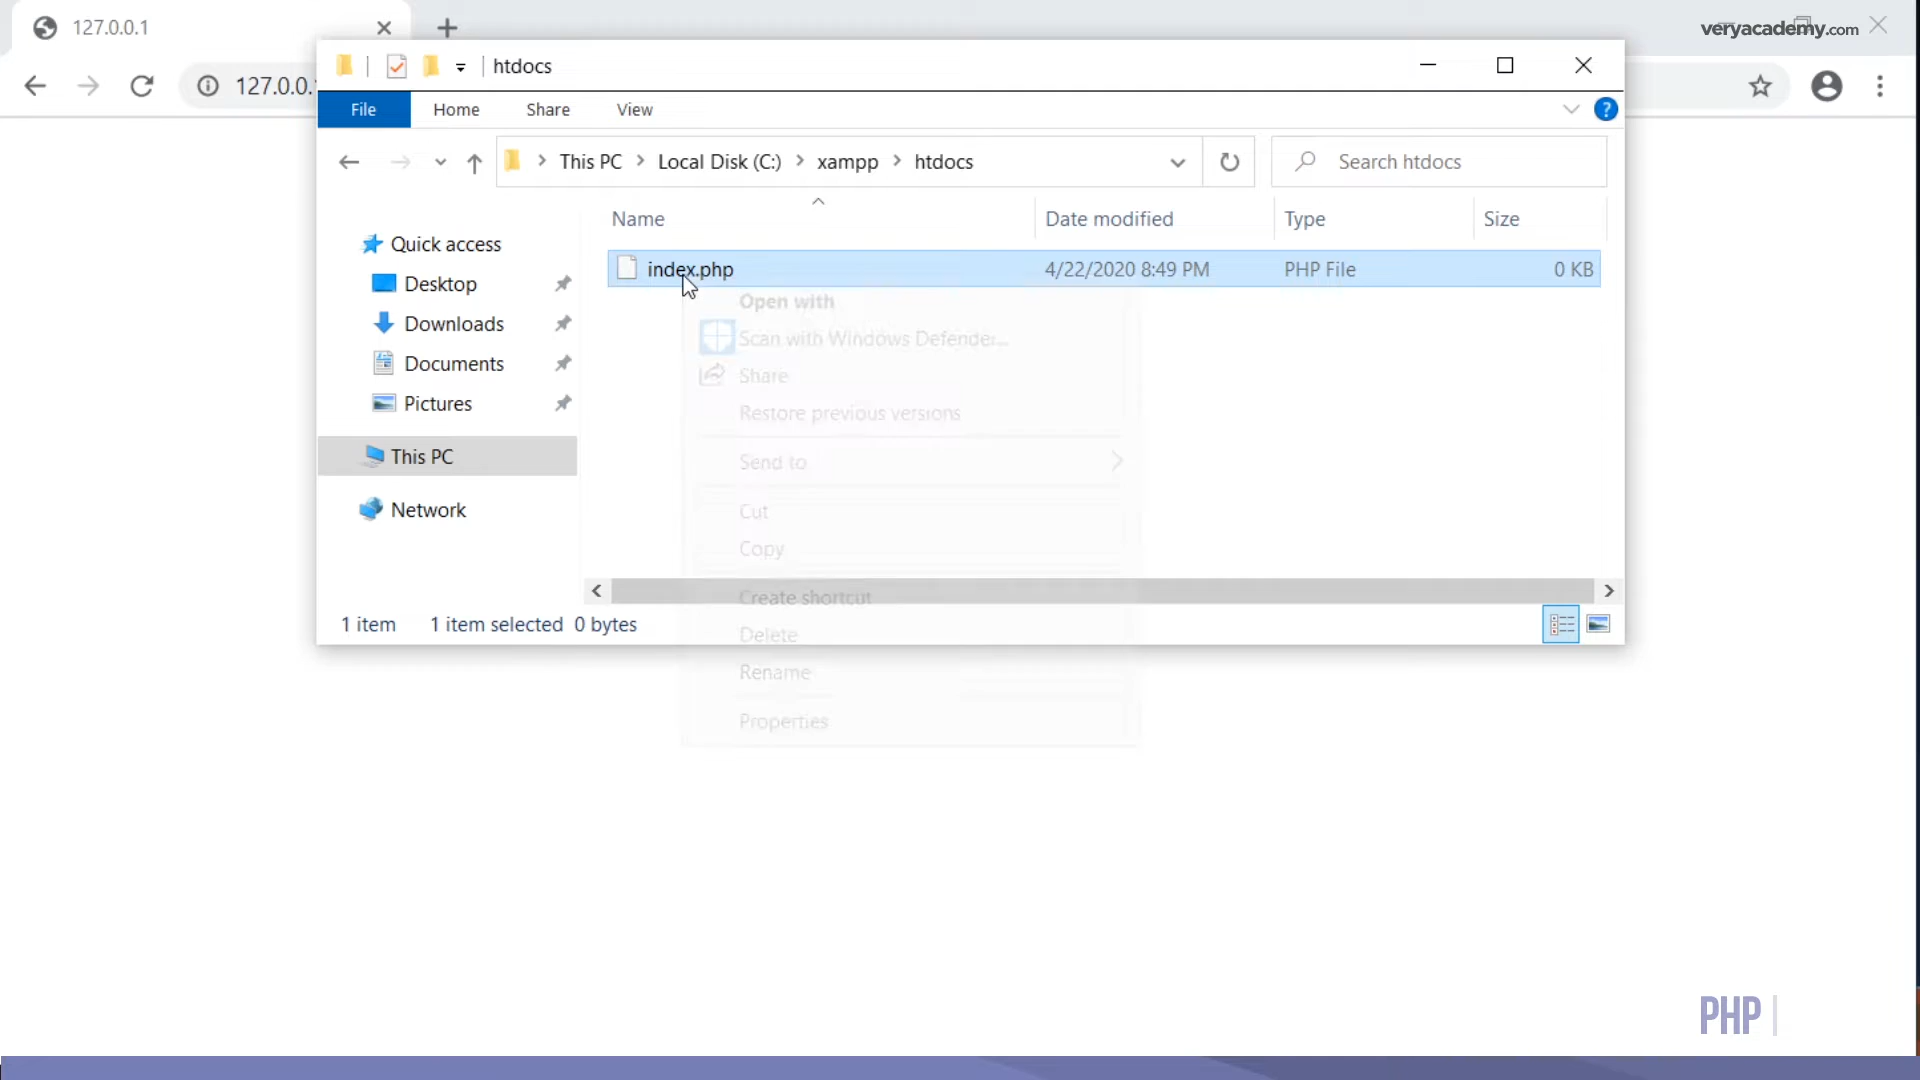 127.0.0.1
veryacademy.com
htdocs
127.0.0.1
File Home Share View
This PC Local Disk (C:) xampp htdocs
Search htdocs
Name Date modified Type Size
index.php 4/22/2020 8:49 PM PHP File 0 KB
Quick access
Desktop
Downloads
Documents
Pictures
This PC
Network
Open with
Scan with Windows Defender...
Share
Restore previous versions
Send to
Cut
Copy
Create shortcut
Delete
Rename
Properties
1 item 1 item selected 0 bytes
PHP